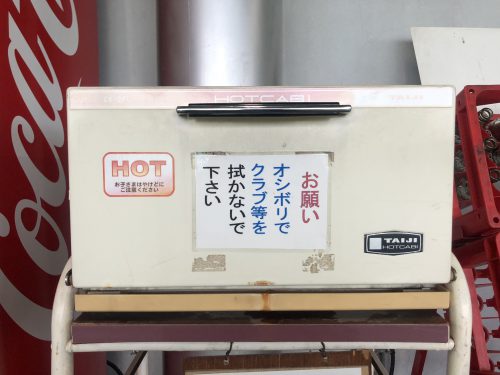 Coca
HOTCABI
TAIJI
HOT
お子さまはやけどに
ご注意ください
お願い
オシボリで
クラブ等を
拭かないで
下さい
TAIJI
HOTCABI